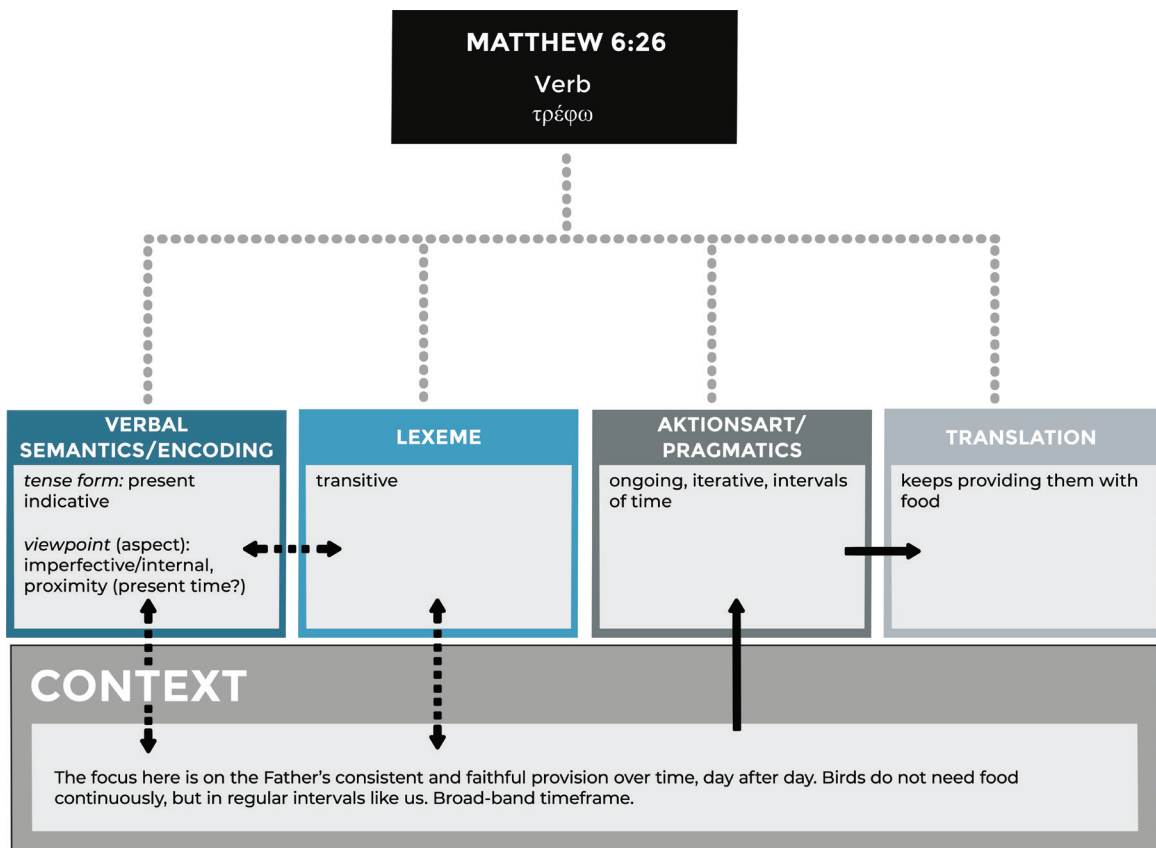 MATTHEW 6:26
Verb
τρέφω
VERBAL
SEMANTICS/ENCODING
tense form: present
indicative
viewpoint (aspect):
imperfective/internal,
proximity (present time?)
LEXEME
transitive
AKTIONSART/
PRAGMATICS
ongoing, iterative, intervals
of time
TRANSLATION
keeps providing them with
food
CONTEXT
The focus here is on the Father’s consistent and faithful provision over time, day after day. Birds do not need food
continuously, but in regular intervals like us. Broad-band timeframe.